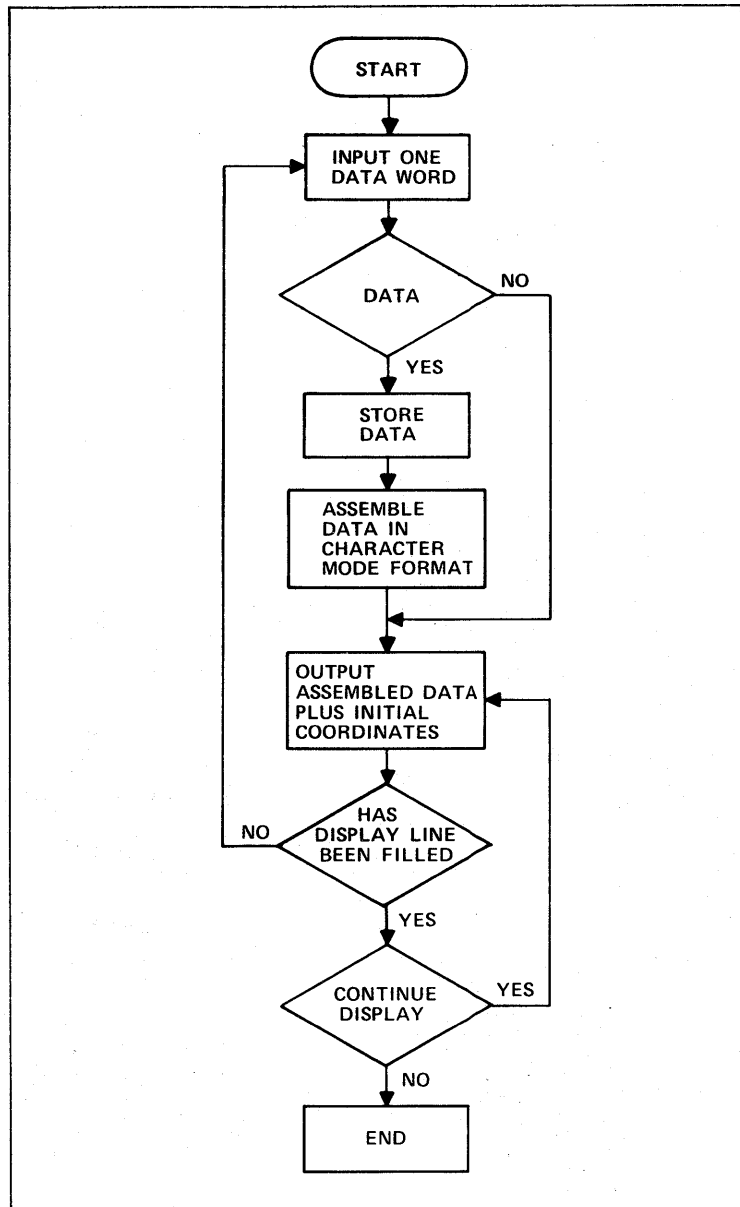 START
INPUT ONE
DATA WORD
DATA
NO
YES
STORE
DATA
ASSEMBLE
DATA IN
CHARACTER
MODE FORMAT
OUTPUT
ASSEMBLED DATA
PLUS INITIAL
COORDINATES
HAS
DISPLAY LINE
BEEN FILLED
NO
YES
CONTINUE
DISPLAY
YES
NO
END